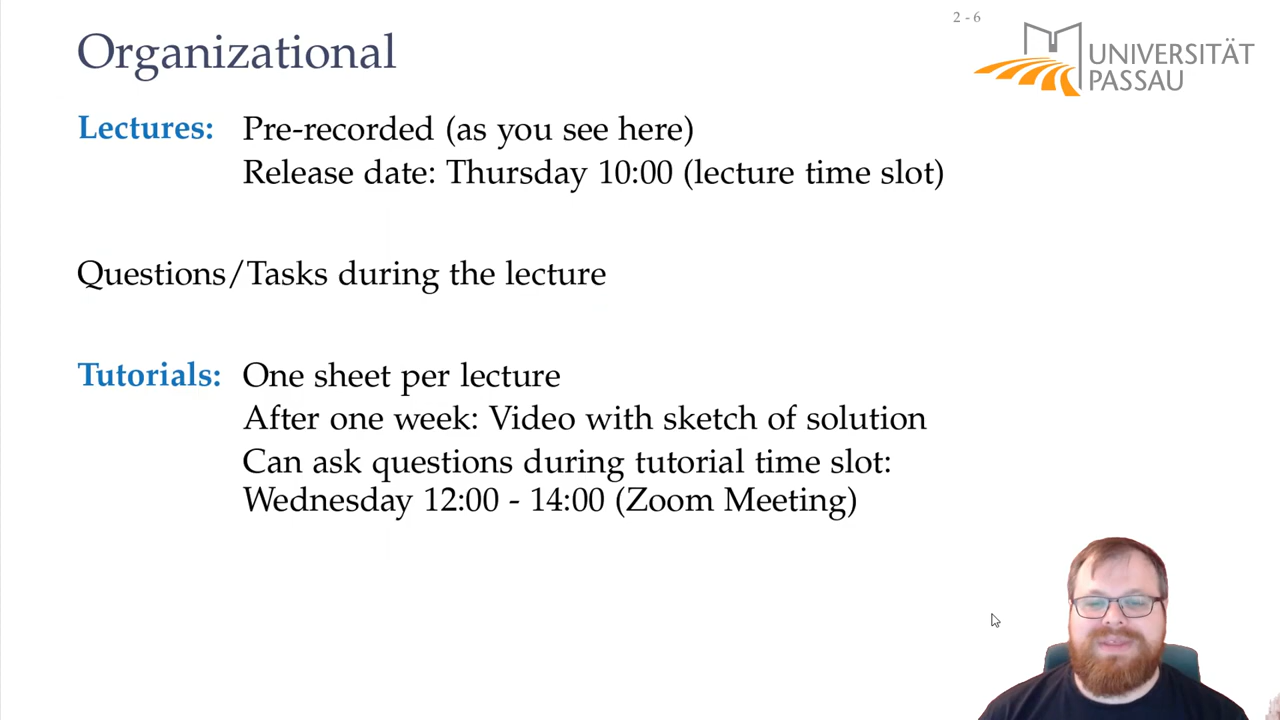 2 - 6
Organizational
UNIVERSITÄT
PASSAU
Lectures: Pre-recorded (as you see here)
Release date: Thursday 10:00 (lecture time slot)
Questions/Tasks during the lecture
Tutorials: One sheet per lecture
After one week: Video with sketch of solution
Can ask questions during tutorial time slot:
Wednesday 12:00 - 14:00 (Zoom Meeting)